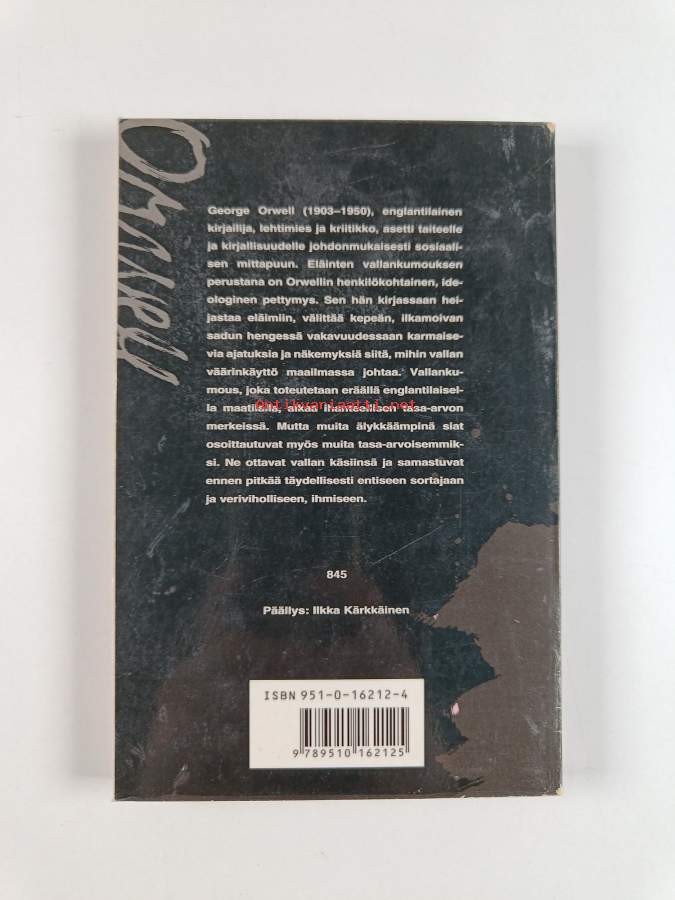 George Orwell (1903–1950), englantilainen
kirjailija, lehtimies ja kriitikko, asetti taiteelle
ja kirjallisuudelle johdonmukaisesti sosiaali-
sen mittapuun. Eläinten vallankumouksen
perustana on Orwellin henkilökohtainen, ide-
ologinen pettymys. Sen hän kirjassaan hei-
jastaa eläimiin, välittää kepeän, ilkamoivan
sadun hengessä vakavuudessaan karmaise-
via ajatuksia ja näkemyksiä siitä, mihin vallan
väärinkäyttö maailmassa johtaa. Vallanku-
mous, joka toteutetaan eräällä englantilaisel-
la maatilalla, alkaa ihanteellisen tasa-arvon
Antikvariaatti.net
merkeissä. Mutta muita älykkäämpinä siat
osoittautuvat myös muita tasa-arvoisemmik-
si. Ne ottavat vallan käsiinsä ja samastuvat
ennen pitkää täydellisesti entiseen sortajaan
ja veriviholliseen, ihmiseen.
845
Päällys: Ilkka Kärkkäinen
ISBN 951-0-16212-4
9 789510 162125